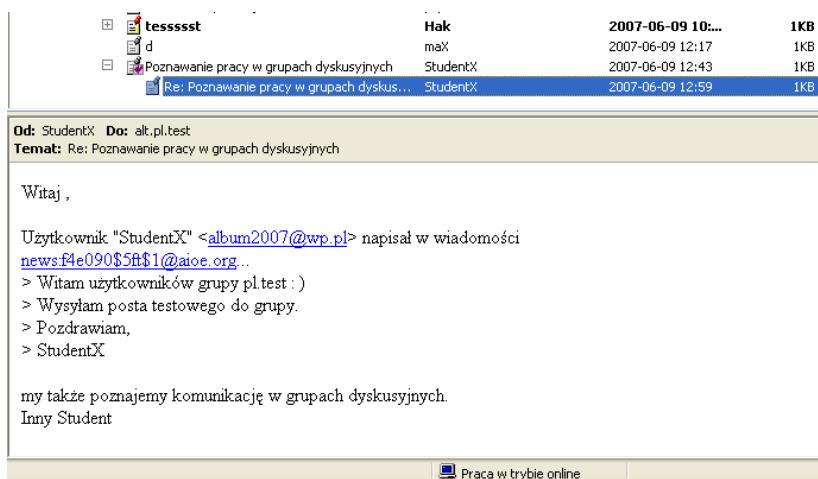 tessssst Hak 2007-06-09 10:... 1KB
d maX 2007-06-09 12:17 1KB
Poznawanie pracy w grupach dyskusyjnych StudentX 2007-06-09 12:43 1KB
Re: Poznawanie pracy w grupach dyskus... StudentX 2007-06-09 12:59 1KB
Od: StudentX Do: alt.pl.test
Temat: Re: Poznawanie pracy w grupach dyskusyjnych
Witaj ,
Użytkownik "StudentX" <album2007@wp.pl> napisał w wiadomości
news:f4e090$5ft$1@aioe.org...
> Witam użytkowników grupy pl.test : )
> Wysyłam posta testowego do grupy.
> Pozdrawiam,
> StudentX
my także poznajemy komunikację w grupach dyskusyjnych.
Inny Student
Praca w trybie online